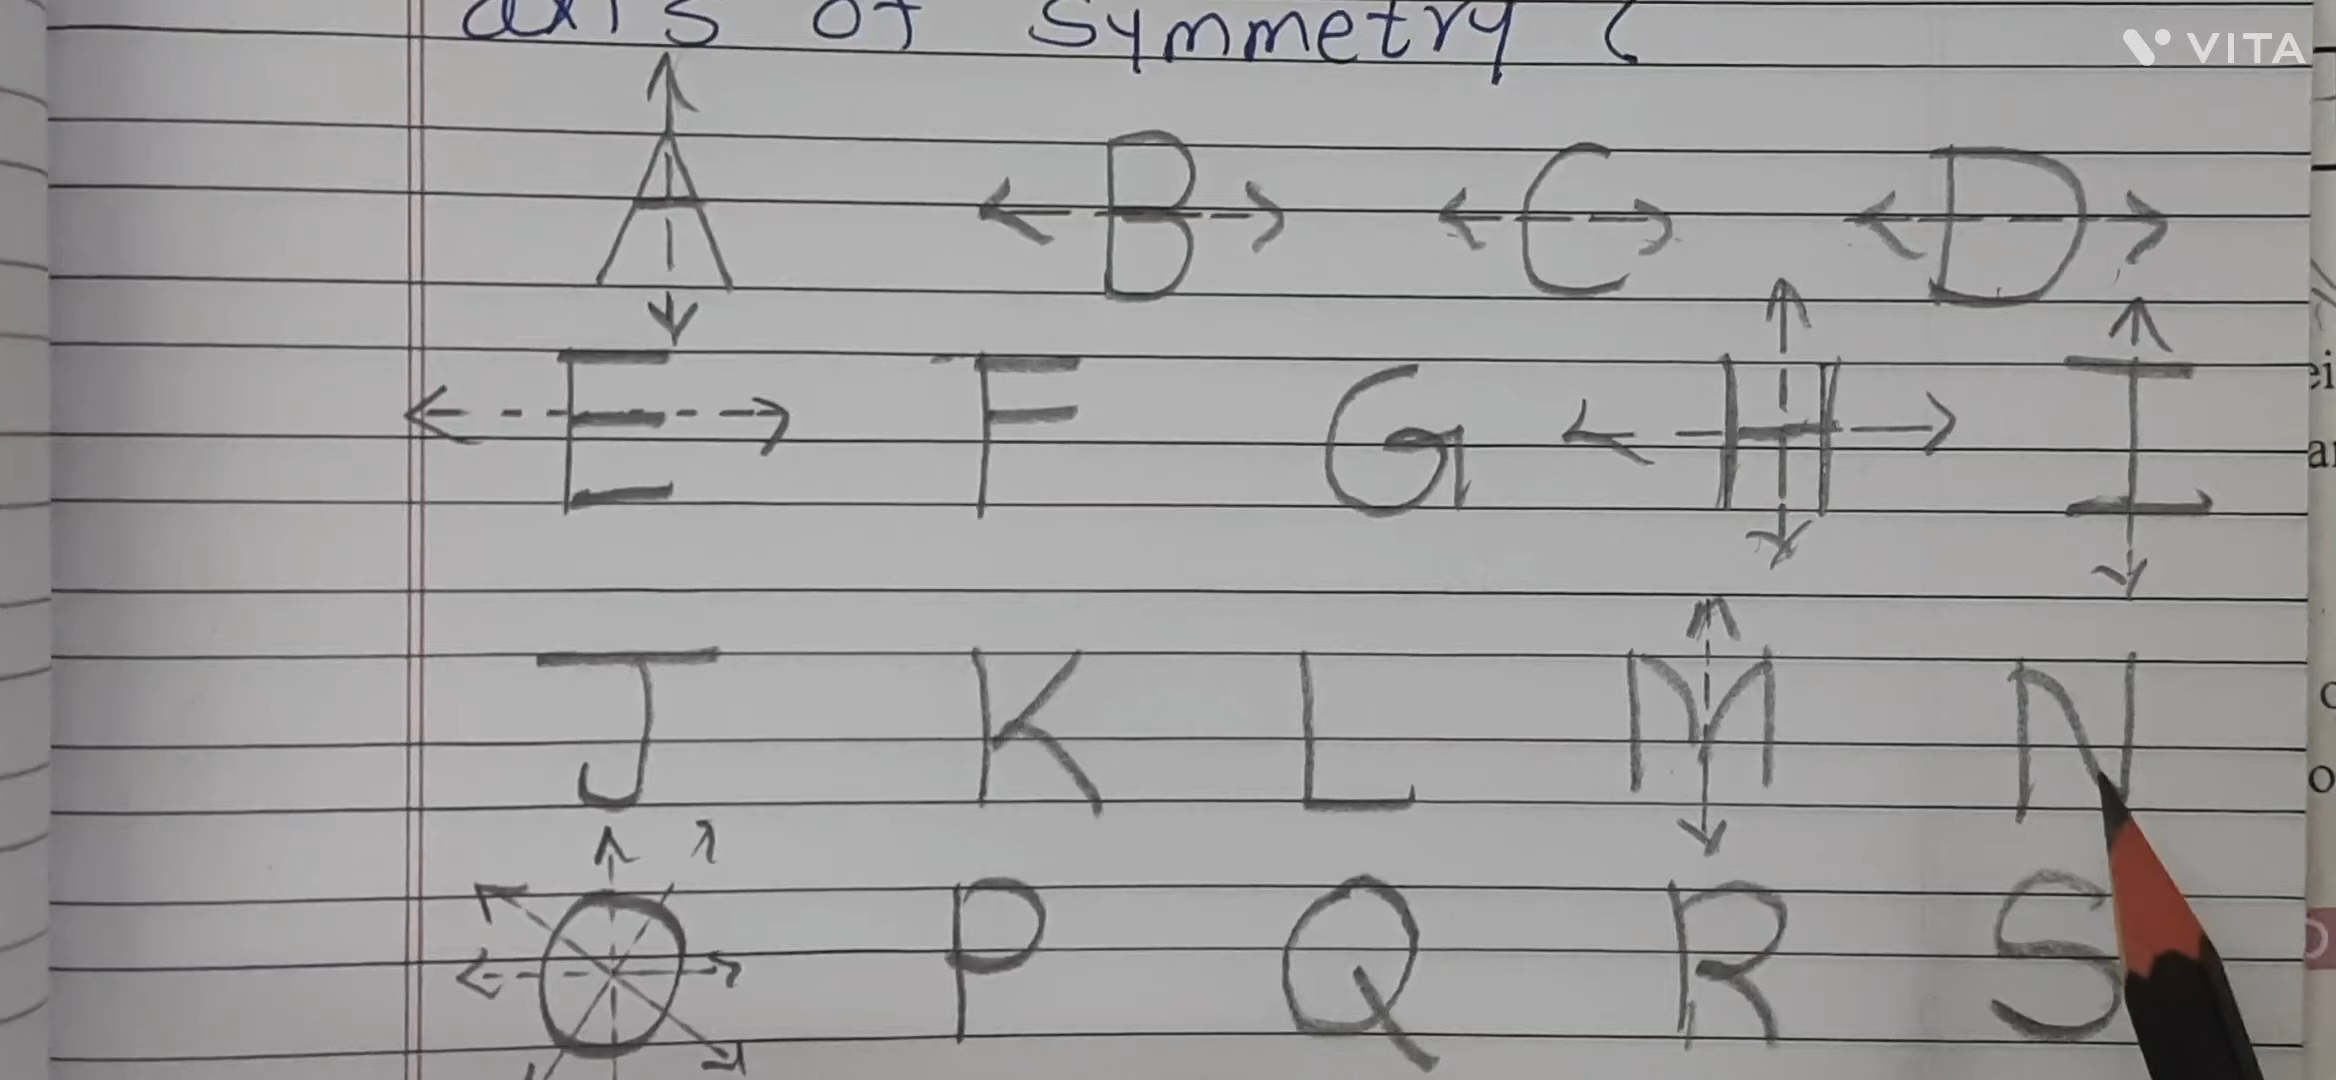 axis of symmetry
VITA
A B C D
E F G H I
J K L M N
O P Q R S